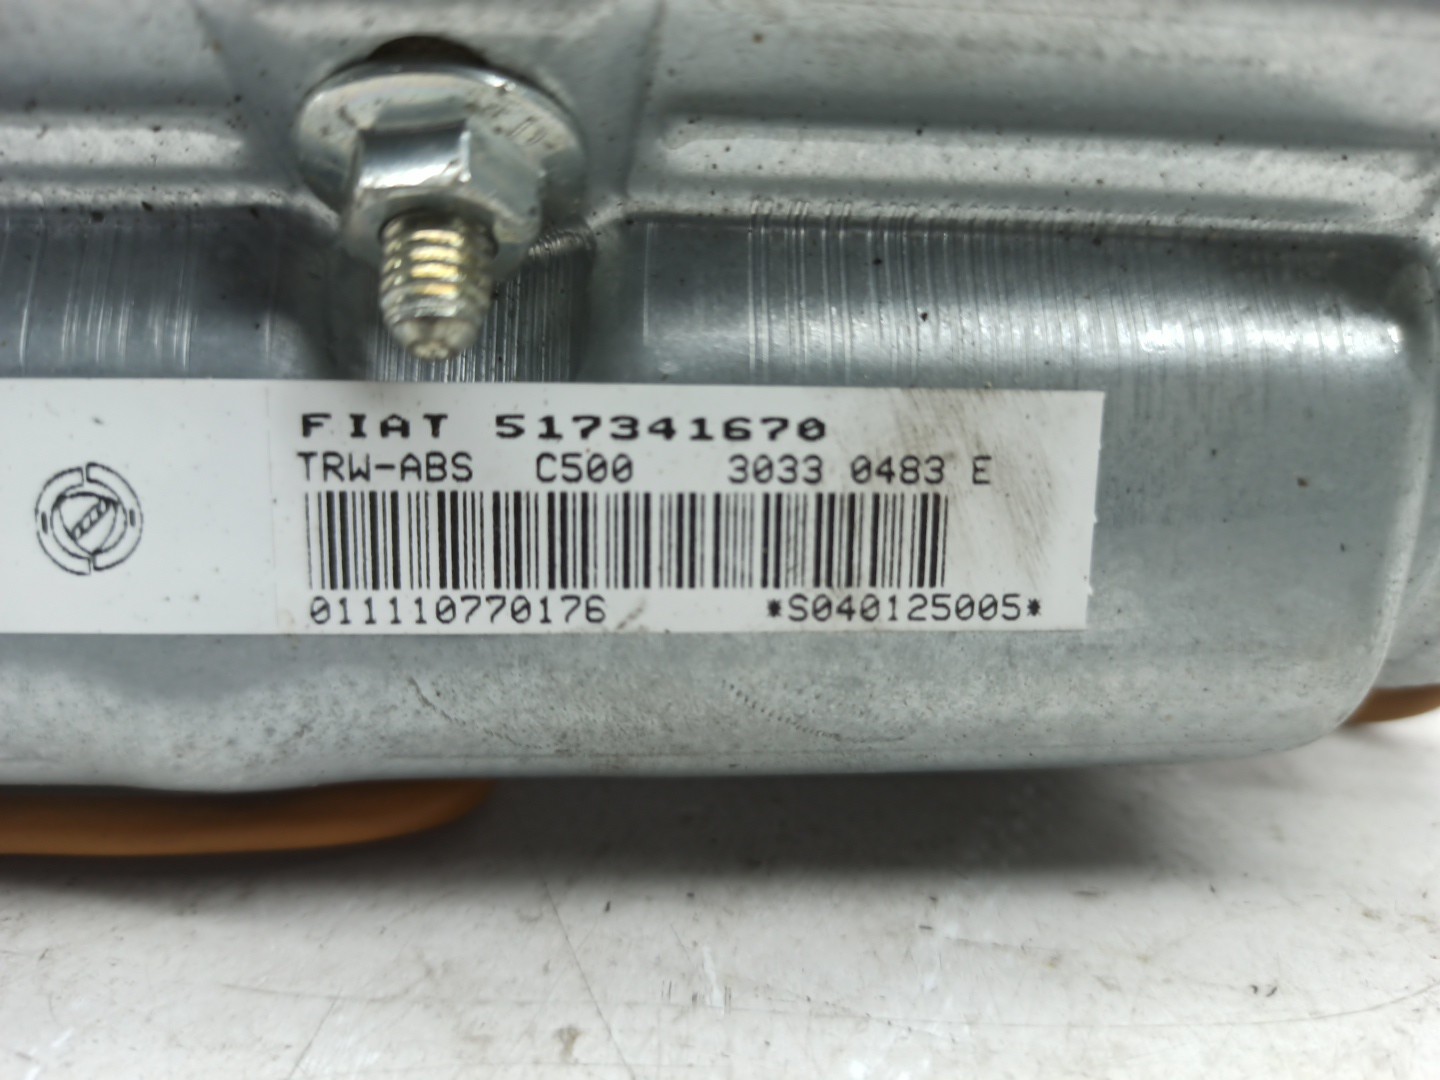 FIAT 517341670
TRW-ABS C500 3033 0483 E
011110770176 *S040125005*